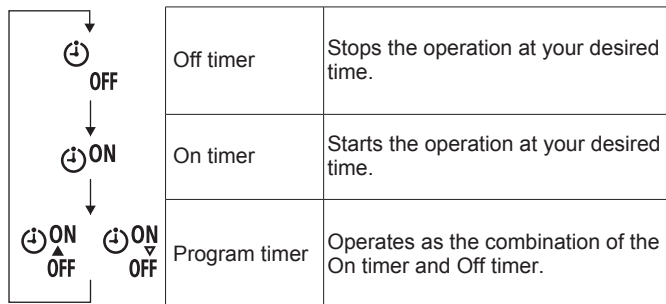 OFF
Off timer
Stops the operation at your desired
time.
ON
On timer
Starts the operation at your desired
time.
ON
OFF
ON
OFF
Program timer
Operates as the combination of the
On timer and Off timer.